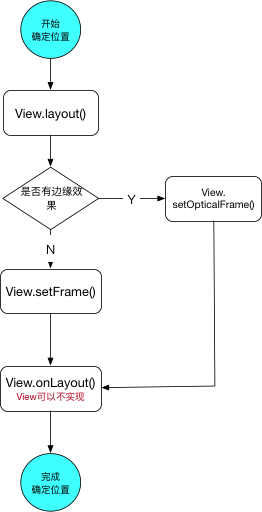 开始
确定位置
View.layout()
是否有边缘效
果
Y
View.
setOpticalFrame()
N
View.setFrame()
View.onLayout()
View可以不实现
完成
确定位置